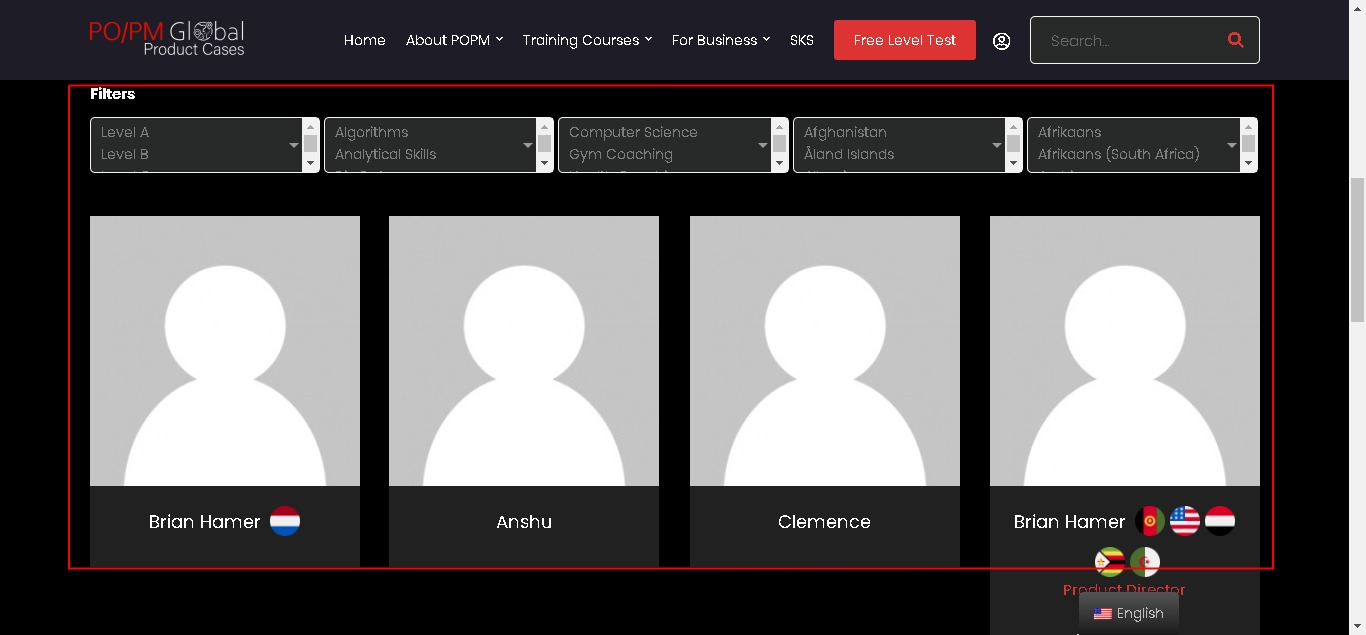 PO/PM Global
Product Cases
Home About POPM Training Courses For Business SKS Free Level Test Search...
Filters
Level A
Level B
Algorithms
Analytical Skills
Computer Science
Gym Coaching
Afghanistan
Åland Islands
Afrikaans
Afrikaans (South Africa)
Brian Hamer
Anshu
Clemence
Brian Hamer
Product Director
English